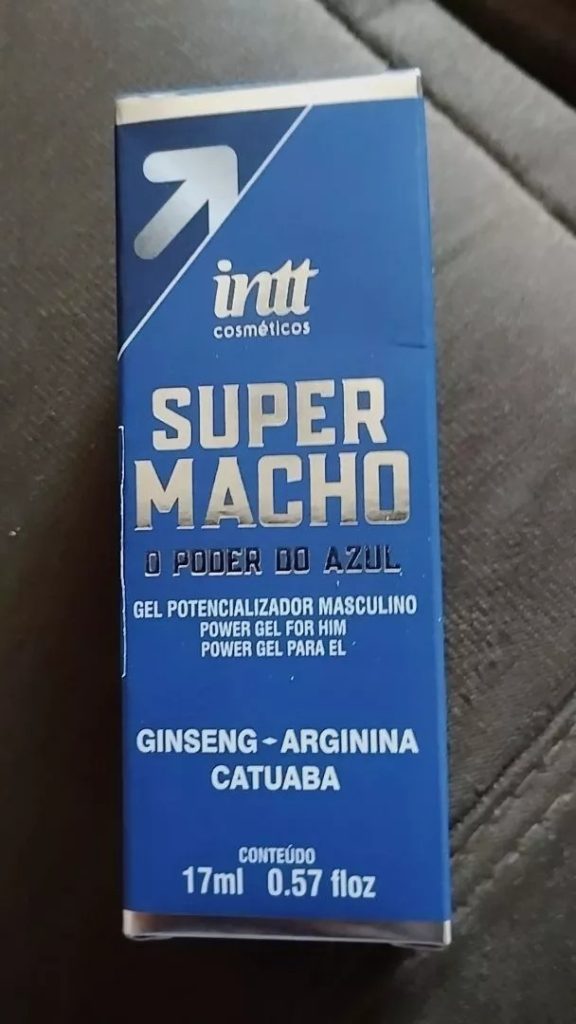 intt
cosméticos
SUPER
MACHO
O PODER DO AZUL
GEL POTENCIALIZADOR MASCULINO
POWER GEL FOR HIM
POWER GEL PARA EL
GINSENG - ARGININA
CATUABA
CONTEÚDO
17ml 0.57 floz